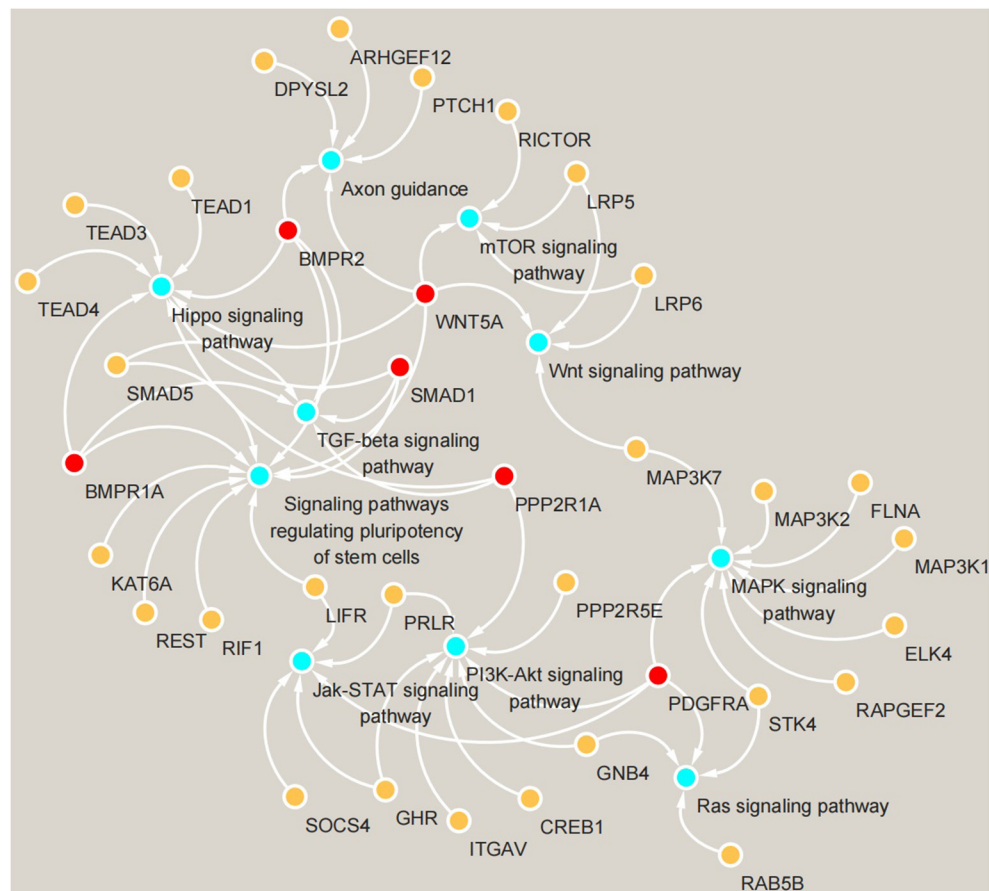 ARHGEF12
DPYSL2
PTCH1
RICTOR
Axon guidance
LRP5
TEAD1
TEAD3
mTOR signaling
pathway
BMPR2
LRP6
TEAD4
Hippo signaling
pathway
WNT5A
Wnt signaling pathway
SMAD5
SMAD1
TGF-beta signaling
pathway
MAP3K7
BMPR1A
Signaling pathways
regulating pluripotency
of stem cells
PPP2R1A
MAP3K2
FLNA
MAP3K1
KAT6A
MAPK signaling
pathway
REST
RIF1
LIFR
PRLR
PPP2R5E
ELK4
PI3K-Akt signaling
pathway
Jak-STAT signaling
pathway
PDGFRA
RAPGEF2
STK4
GNB4
Ras signaling pathway
SOCS4
GHR
CREB1
ITGAV
RAB5B